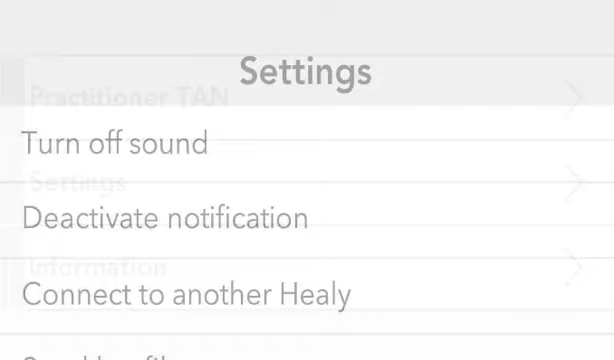 Settings
Practitioner TAN
Turn off sound
Settings
Deactivate notification
Information
Connect to another Healy